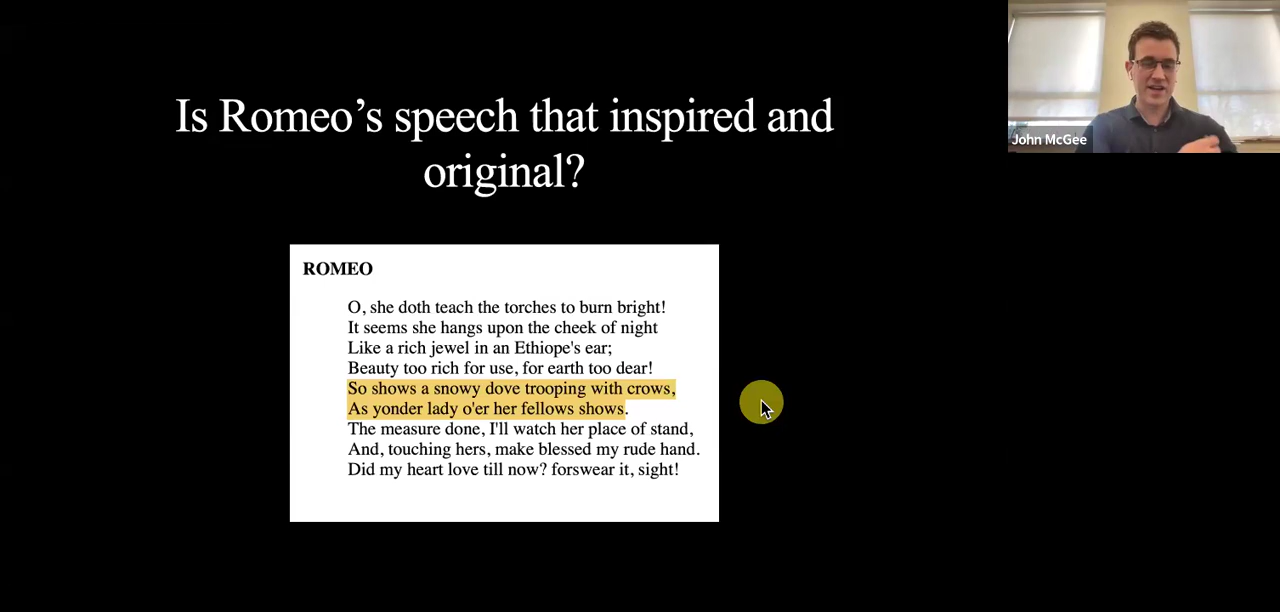 Is Romeo’s speech that inspired and
original?
John McGee
ROMEO
O, she doth teach the torches to burn bright!
It seems she hangs upon the cheek of night
Like a rich jewel in an Ethiope's ear;
Beauty too rich for use, for earth too dear!
So shows a snowy dove trooping with crows,
As yonder lady o'er her fellows shows.
The measure done, I'll watch her place of stand,
And, touching hers, make blessed my rude hand.
Did my heart love till now? forswear it, sight!